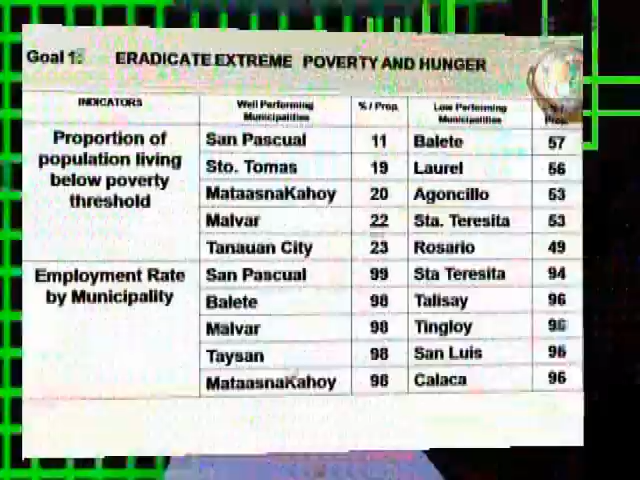 Goal 1: ERADICATE EXTREME POVERTY AND HUNGER
INDICATORS Well Performing Municipalities % / Prop. Low Performing Municipalities % / Prop.
Proportion of population living below poverty threshold
San Pascual 11 Balete 57
Sto. Tomas 19 Laurel 56
MataasnaKahoy 20 Agoncillo 53
Malvar 22 Sta. Teresita 53
Tanauan City 23 Rosario 49
Employment Rate by Municipality
San Pascual 99 Sta Teresita 94
Balete 98 Talisay 96
Malvar 98 Tingloy 96
Taysan 98 San Luis 96
MataasnaKahoy 98 Calaca 96